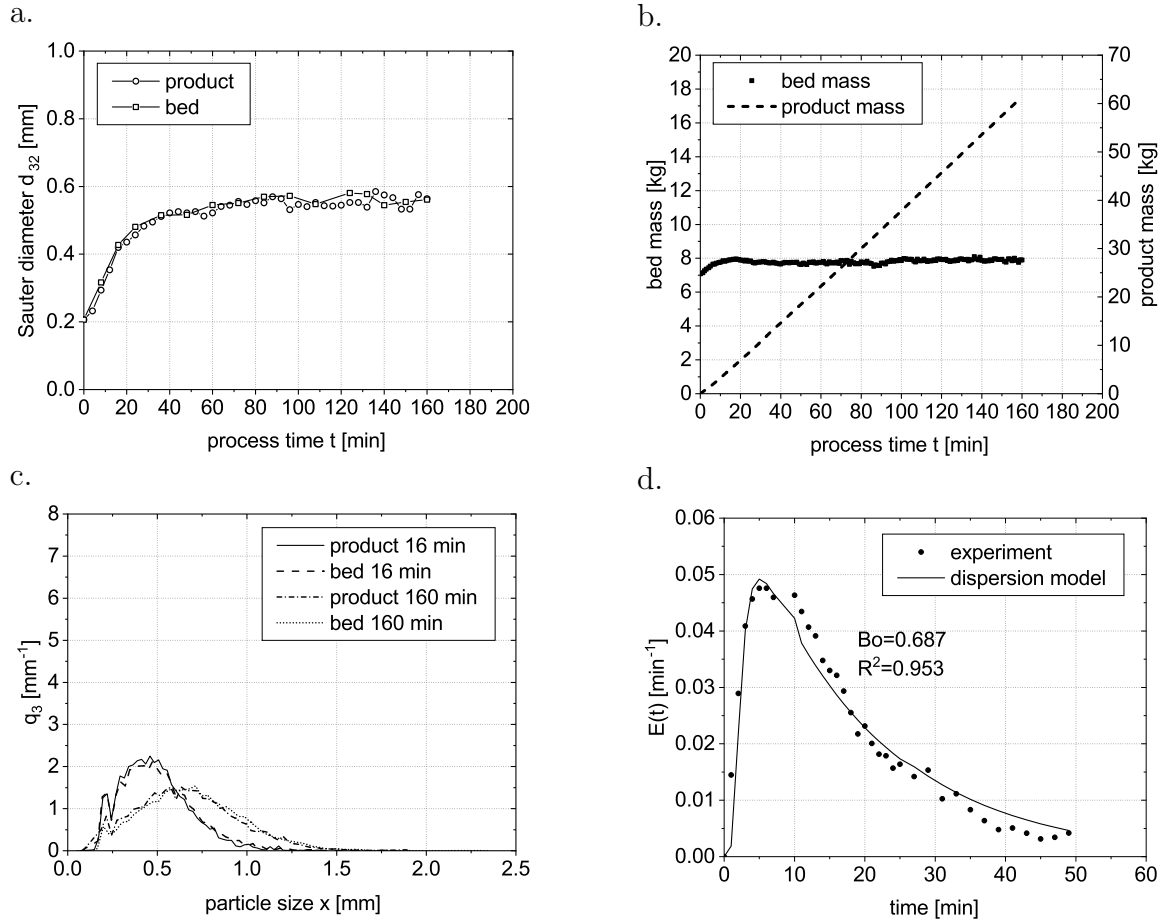 a.
1.0
0.8
0.6
0.4
0.2
0.0
Sauter diameter d32 [mm]
product
bed
0 20 40 60 80 100 120 140 160 180 200
process time t [min]
b.
20
18
16
14
12
10
8
6
4
2
0
bed mass [kg]
bed mass
product mass
70
60
50
40
30
20
10
0
product mass [kg]
0 20 40 60 80 100 120 140 160 180 200
process time t [min]
c.
8
7
6
5
4
3
2
1
0
q3 [mm-1]
product 16 min
bed 16 min
product 160 min
bed 160 min
0.0 0.5 1.0 1.5 2.0 2.5
particle size x [mm]
d.
0.06
0.05
0.04
0.03
0.02
0.01
0.00
E(t) [min-1]
experiment
dispersion model
Bo=0.687
R2=0.953
0 10 20 30 40 50 60
time [min]